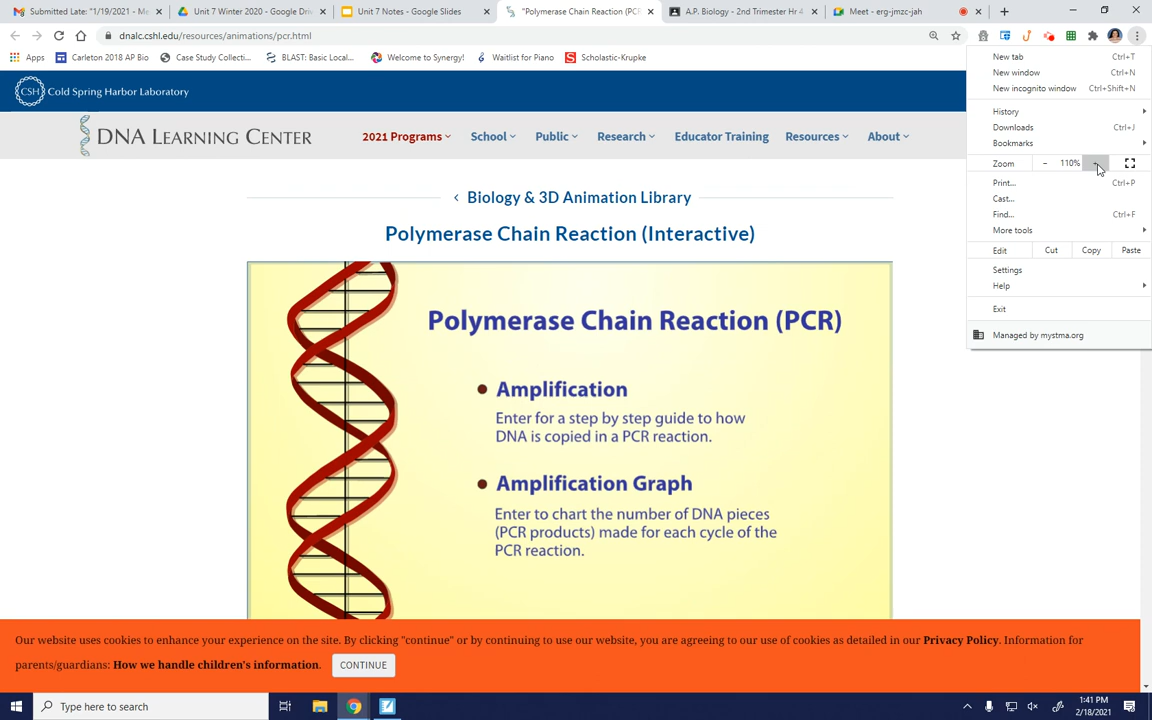 Submitted Late: "1/19/2021 - Me
Unit 7 Winter 2020 - Google Driv
Unit 7 Notes - Google Slides
"Polymerase Chain Reaction (PCR
A.P. Biology - 2nd Trimester Hr 4
Meet - erg-jmzc-jah
dnalc.cshl.edu/resources/animations/pcr.html
Apps
Carleton 2018 AP Bio
Case Study Collecti...
BLAST: Basic Local...
Welcome to Synergy!
Waitlist for Piano
Schoolinks-Krupke
New tab Ctrl+T
New window Ctrl+N
New incognito window Ctrl+Shift+N
History
Downloads Ctrl+J
Bookmarks
Zoom - 110% +
Print... Ctrl+P
Cast...
Find... Ctrl+F
More tools
Edit Cut Copy Paste
Settings
Help
Exit
Managed by mystma.org
CSH Cold Spring Harbor Laboratory
DNA LEARNING CENTER
2021 Programs
School
Public
Research
Educator Training
Resources
About
< Biology & 3D Animation Library
Polymerase Chain Reaction (Interactive)
Polymerase Chain Reaction (PCR)
• Amplification
Enter for a step by step guide to how
DNA is copied in a PCR reaction.
• Amplification Graph
Enter to chart the number of DNA pieces
(PCR products) made for each cycle of the
PCR reaction.
Our website uses cookies to enhance your experience on the site. By clicking "continue" or by continuing to use our website, you are agreeing to our use of cookies as detailed in our Privacy Policy. Information for
parents/guardians: How we handle children's information. CONTINUE
Type here to search
1:41 PM
2/18/2021